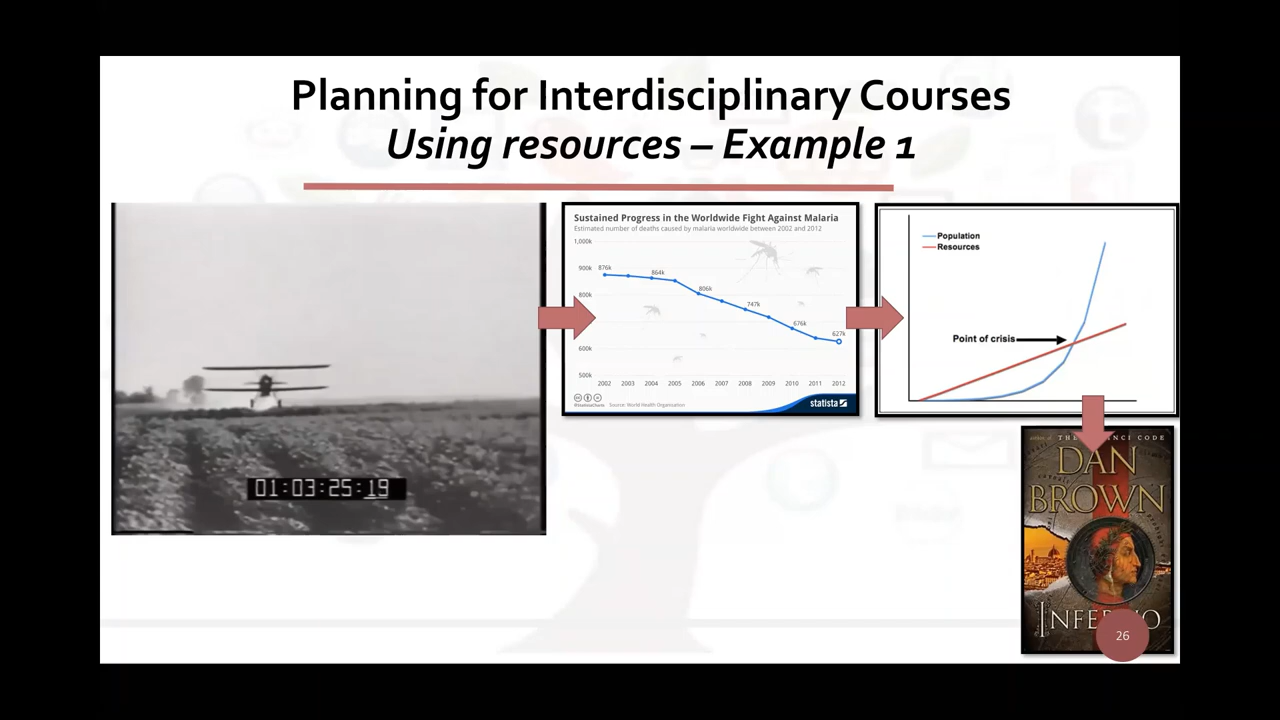 Planning for Interdisciplinary Courses
Using resources – Example 1
01:03:25:19
Sustained Progress in the Worldwide Fight Against Malaria
Estimated number of deaths caused by malaria worldwide between 2002 and 2012
1,000k
900k
800k
600k
500k
876k
864k
806k
747k
676k
627k
2002 2003 2004 2005 2006 2007 2008 2009 2010 2011 2012
@StatistaCharts Source: World Health Organisation
statista
Population
Resources
Point of crisis
THE
CODE
DAN
BROWN
26